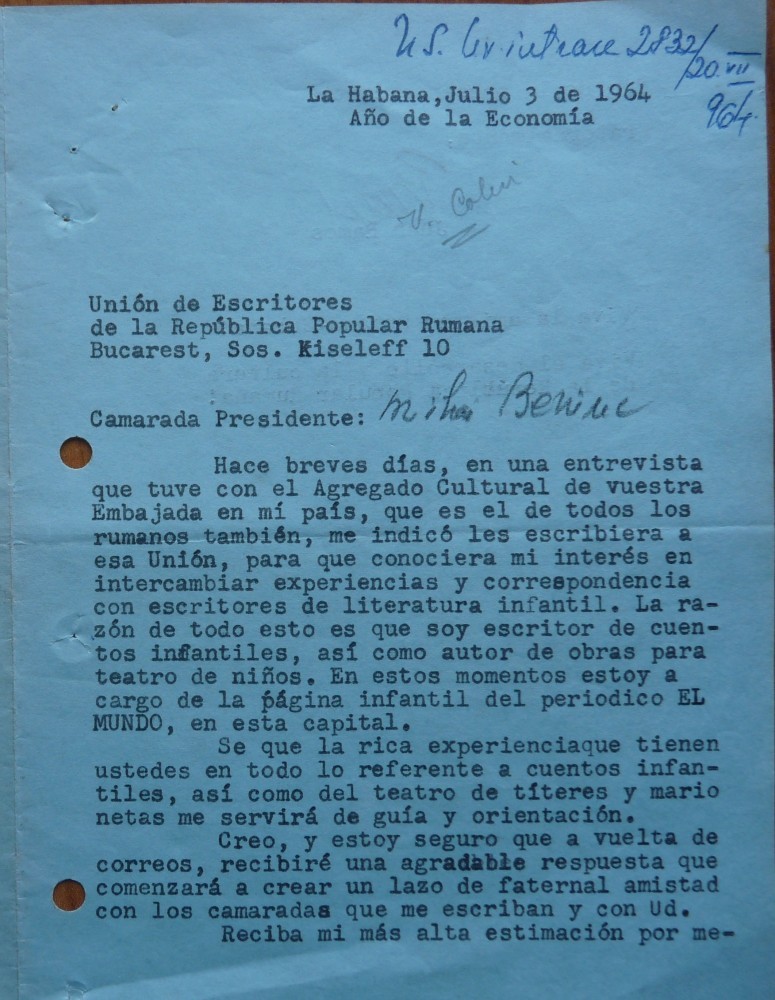 2832/
20.VII
964.
La Habana,Julio 3 de 1964
Año de la Economía
V.
Unión de Escritores
de la República Popular Rumana
Bucarest, Sos. Kiseleff 10
Camarada Presidente: Mihai Beniuc
Hace breves días, en una entrevista
que tuve con el Agregado Cultural de vuestra
Embajada en mí país, que es el de todos los
rumanos también, me indicó les escribiera a
esa Unión, para que conociera mi interés en
intercambiar experiencias y correspondencia
con escritores de literatura infantil. La ra-
zón de todo esto es que soy escritor de cuen-
tos infantiles, así como autor de obras para
teatro de niños. En estos momentos estoy a
cargo de la página infantil del periodico EL
MUNDO, en esta capital.
Se que la rica experienciaque tienen
ustedes en todo lo referente a cuentos infan-
tiles, así como del teatro de títeres y mario
netas me servirá de guía y orientación.
Creo, y estoy seguro que a vuelta de
correos, recibiré una agradable respuesta que
comenzará a crear un lazo de faternal amistad
con los camaradas que me escriban y con Ud.
Reciba mi más alta estimación por me-